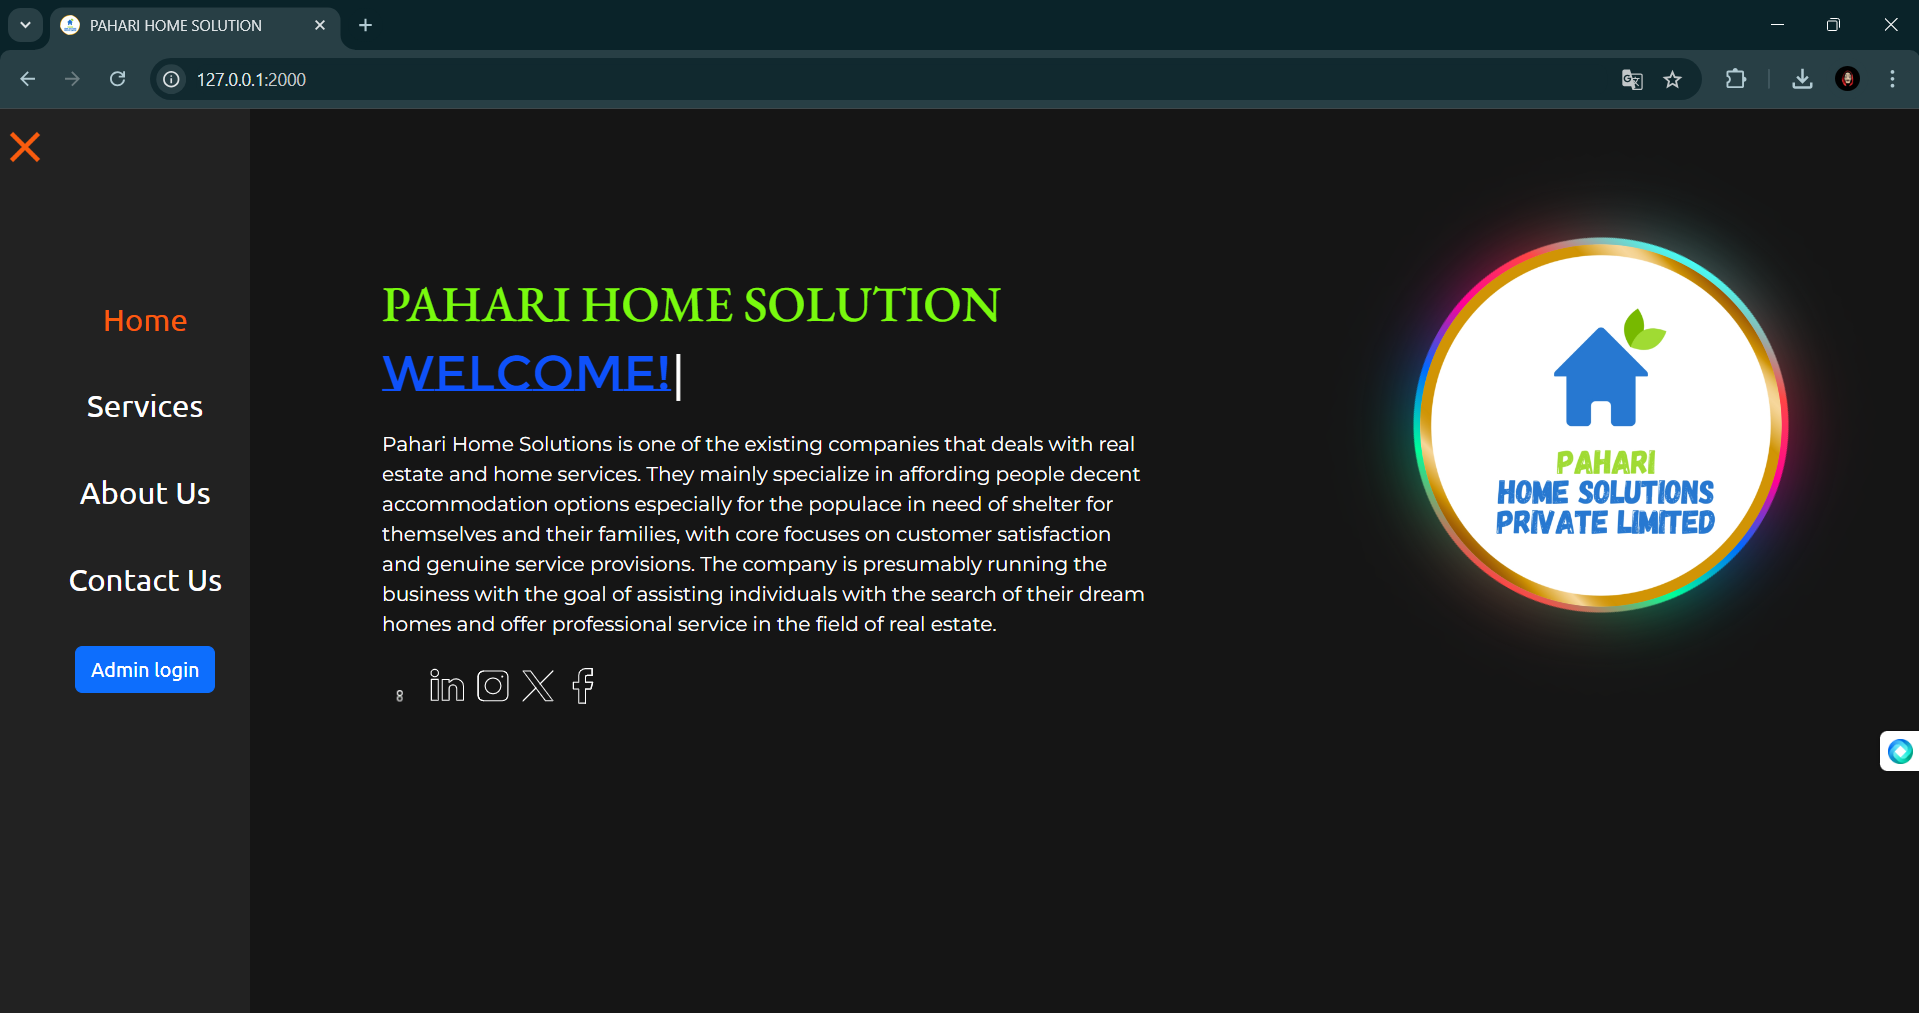 PAHARI HOME SOLUTION
127.0.0.1:2000
Home
Services
About Us
Contact Us
Admin login
PAHARI HOME SOLUTION
WELCOME!
Pahari Home Solutions is one of the existing companies that deals with real
estate and home services. They mainly specialize in affording people decent
accommodation options especially for the populace in need of shelter for
themselves and their families, with core focuses on customer satisfaction
and genuine service provisions. The company is presumably running the
business with the goal of assisting individuals with the search of their dream
homes and offer professional service in the field of real estate.
8
in
PAHARI
HOME SOLUTIONS
PRIVATE LIMITED